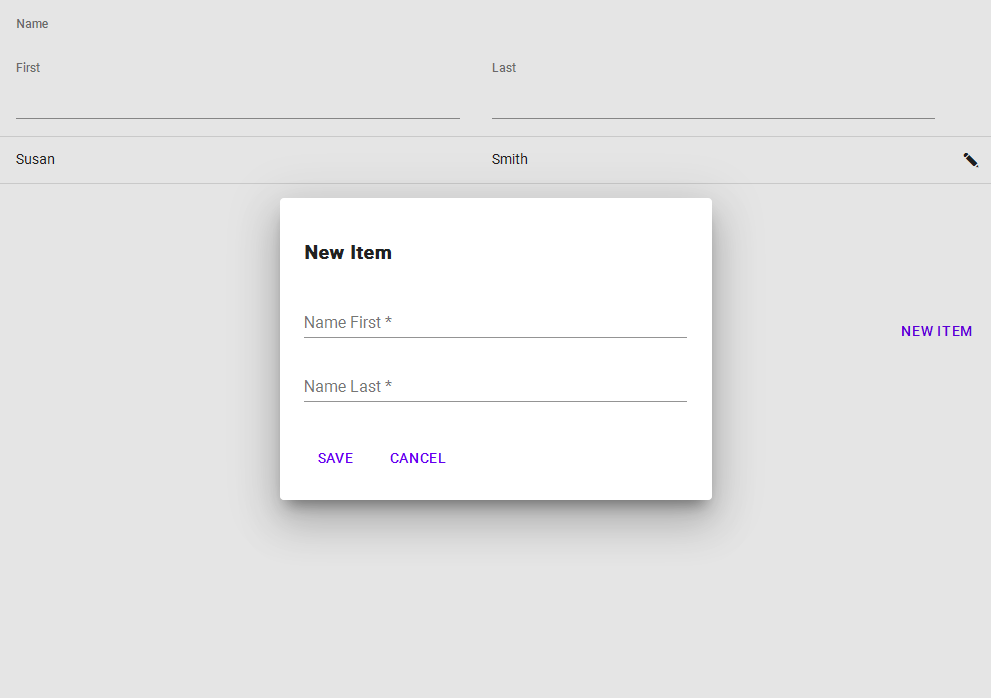 Name
First Last
Susan Smith
New Item
Name First *
NEW ITEM
Name Last *
SAVE CANCEL